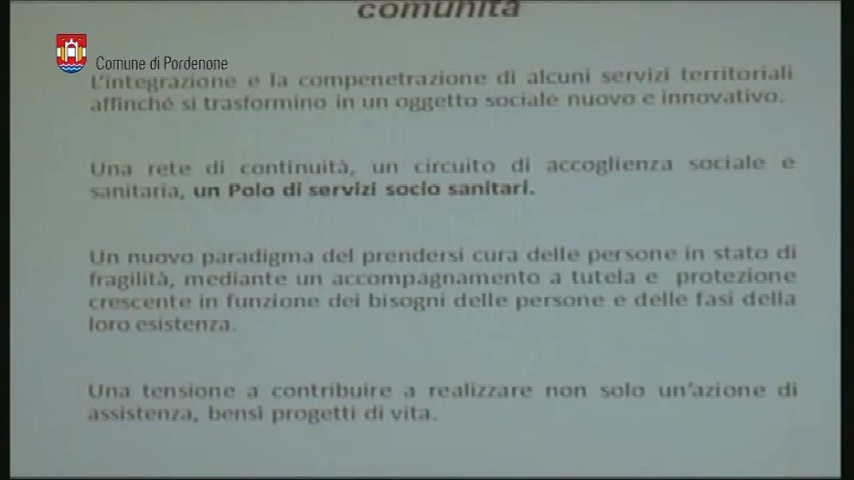 comunità
Comune di Pordenone
L'integrazione e la compenetrazione di alcuni servizi territoriali
affinché si trasformino in un oggetto sociale nuovo e innovativo.
Una rete di continuità, un circuito di accoglienza sociale e
sanitaria, un Polo di servizi socio sanitari.
Un nuovo paradigma del prendersi cura delle persone in stato di
fragilità, mediante un accompagnamento a tutela e protezione
crescente in funzione dei bisogni delle persone e delle fasi della
loro esistenza.
Una tensione a contribuire a realizzare non solo un'azione di
assistenza, bensì progetti di vita.